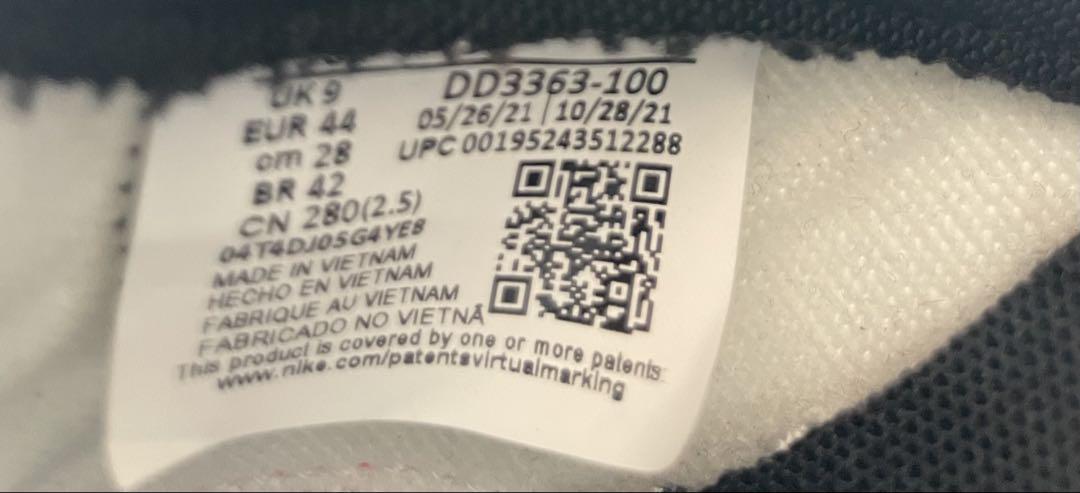 UK 9
EUR 44
cm 28
BR 42
CN 280(2.5)
04T4DJ05G4YE8
MADE IN VIETNAM
HECHO EN VIETNAM
FABRIQUE AU VIETNAM
FABRICADO NO VIETNÃ
DD3363-100
05/26/21 | 10/28/21
UPC 00195243512288
This product is covered by one or more patents:
www.nike.com/patentsvirtualmarking